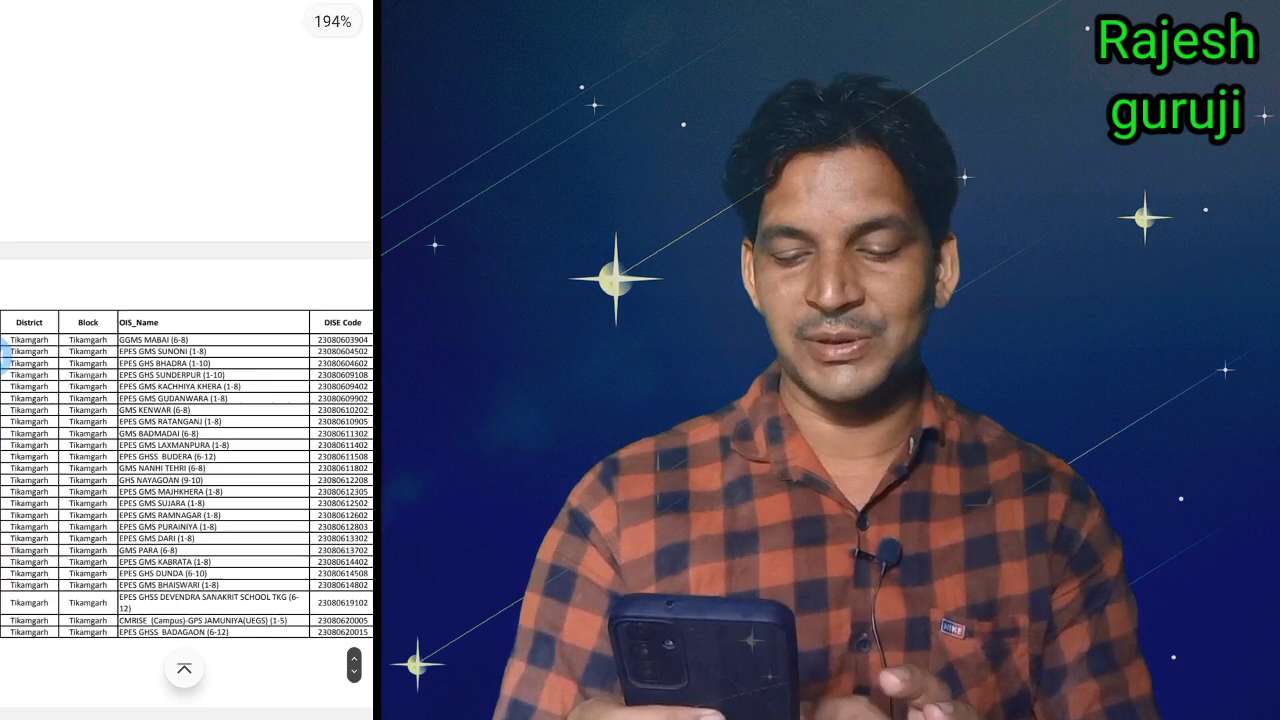 194%
Rajesh
guruji
District Block OIS_Name DISE Code
Tikamgarh Tikamgarh GGMS MABAI (6-8) 23080603904
Tikamgarh Tikamgarh EPES GMS SUNONI (1-8) 23080604502
Tikamgarh Tikamgarh EPES GHS BHADRA (1-10) 23080604602
Tikamgarh Tikamgarh EPES GHS SUNDERPUR (1-10) 23080609108
Tikamgarh Tikamgarh EPES GMS KACHHIYA KHERA (1-8) 23080609402
Tikamgarh Tikamgarh EPES GMS GUDANWARA (1-8) 23080609902
Tikamgarh Tikamgarh GMS KENWAR (6-8) 23080610202
Tikamgarh Tikamgarh EPES GMS RATANGANJ (1-8) 23080610905
Tikamgarh Tikamgarh GMS BADMADAI (6-8) 23080611302
Tikamgarh Tikamgarh EPES GMS LAXMANPURA (1-8) 23080611402
Tikamgarh Tikamgarh EPES GHSS BUDERA (6-12) 23080611508
Tikamgarh Tikamgarh GMS NANHI TEHRI (6-8) 23080611802
Tikamgarh Tikamgarh GHS NAYAGOAN (9-10) 23080612208
Tikamgarh Tikamgarh EPES GMS MAJHKHERA (1-8) 23080612305
Tikamgarh Tikamgarh EPES GMS SUJARA (1-8) 23080612502
Tikamgarh Tikamgarh EPES GMS RAMNAGAR (1-8) 23080612602
Tikamgarh Tikamgarh EPES GMS PURAINIYA (1-8) 23080612803
Tikamgarh Tikamgarh EPES GMS DARI (1-8) 23080613302
Tikamgarh Tikamgarh GMS PARA (6-8) 23080613702
Tikamgarh Tikamgarh EPES GMS KABRATA (1-8) 23080614402
Tikamgarh Tikamgarh EPES GHS DUNDA (6-10) 23080614508
Tikamgarh Tikamgarh EPES GMS BHAISWARI (1-8) 23080614802
Tikamgarh Tikamgarh EPES GHSS DEVENDRA SANAKRIT SCHOOL TKG (6-
12) 23080619102
Tikamgarh Tikamgarh CMRISE (Campus)-GPS JAMUNIYA(UEGS) (1-5) 23080620005
Tikamgarh Tikamgarh EPES GHSS BADAGAON (6-12) 23080620015
NIKE